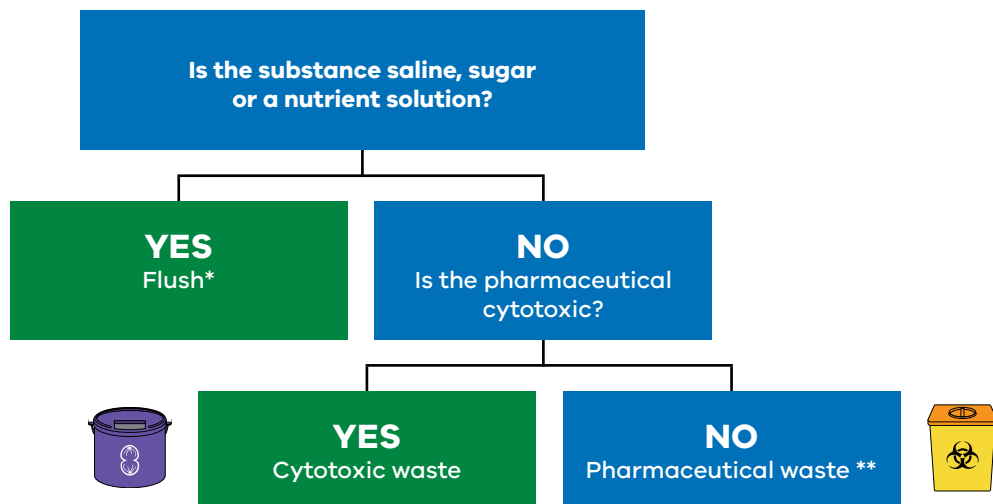 Is the substance saline, sugar
or a nutrient solution?
YES
Flush*
NO
Is the pharmaceutical
cytotoxic?
YES
Cytotoxic waste
NO
Pharmaceutical waste **